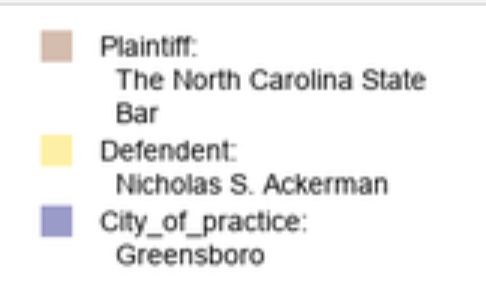 Plaintiff:
The North Carolina State
Bar
Defendent:
Nicholas S. Ackerman
City_of_practice:
Greensboro